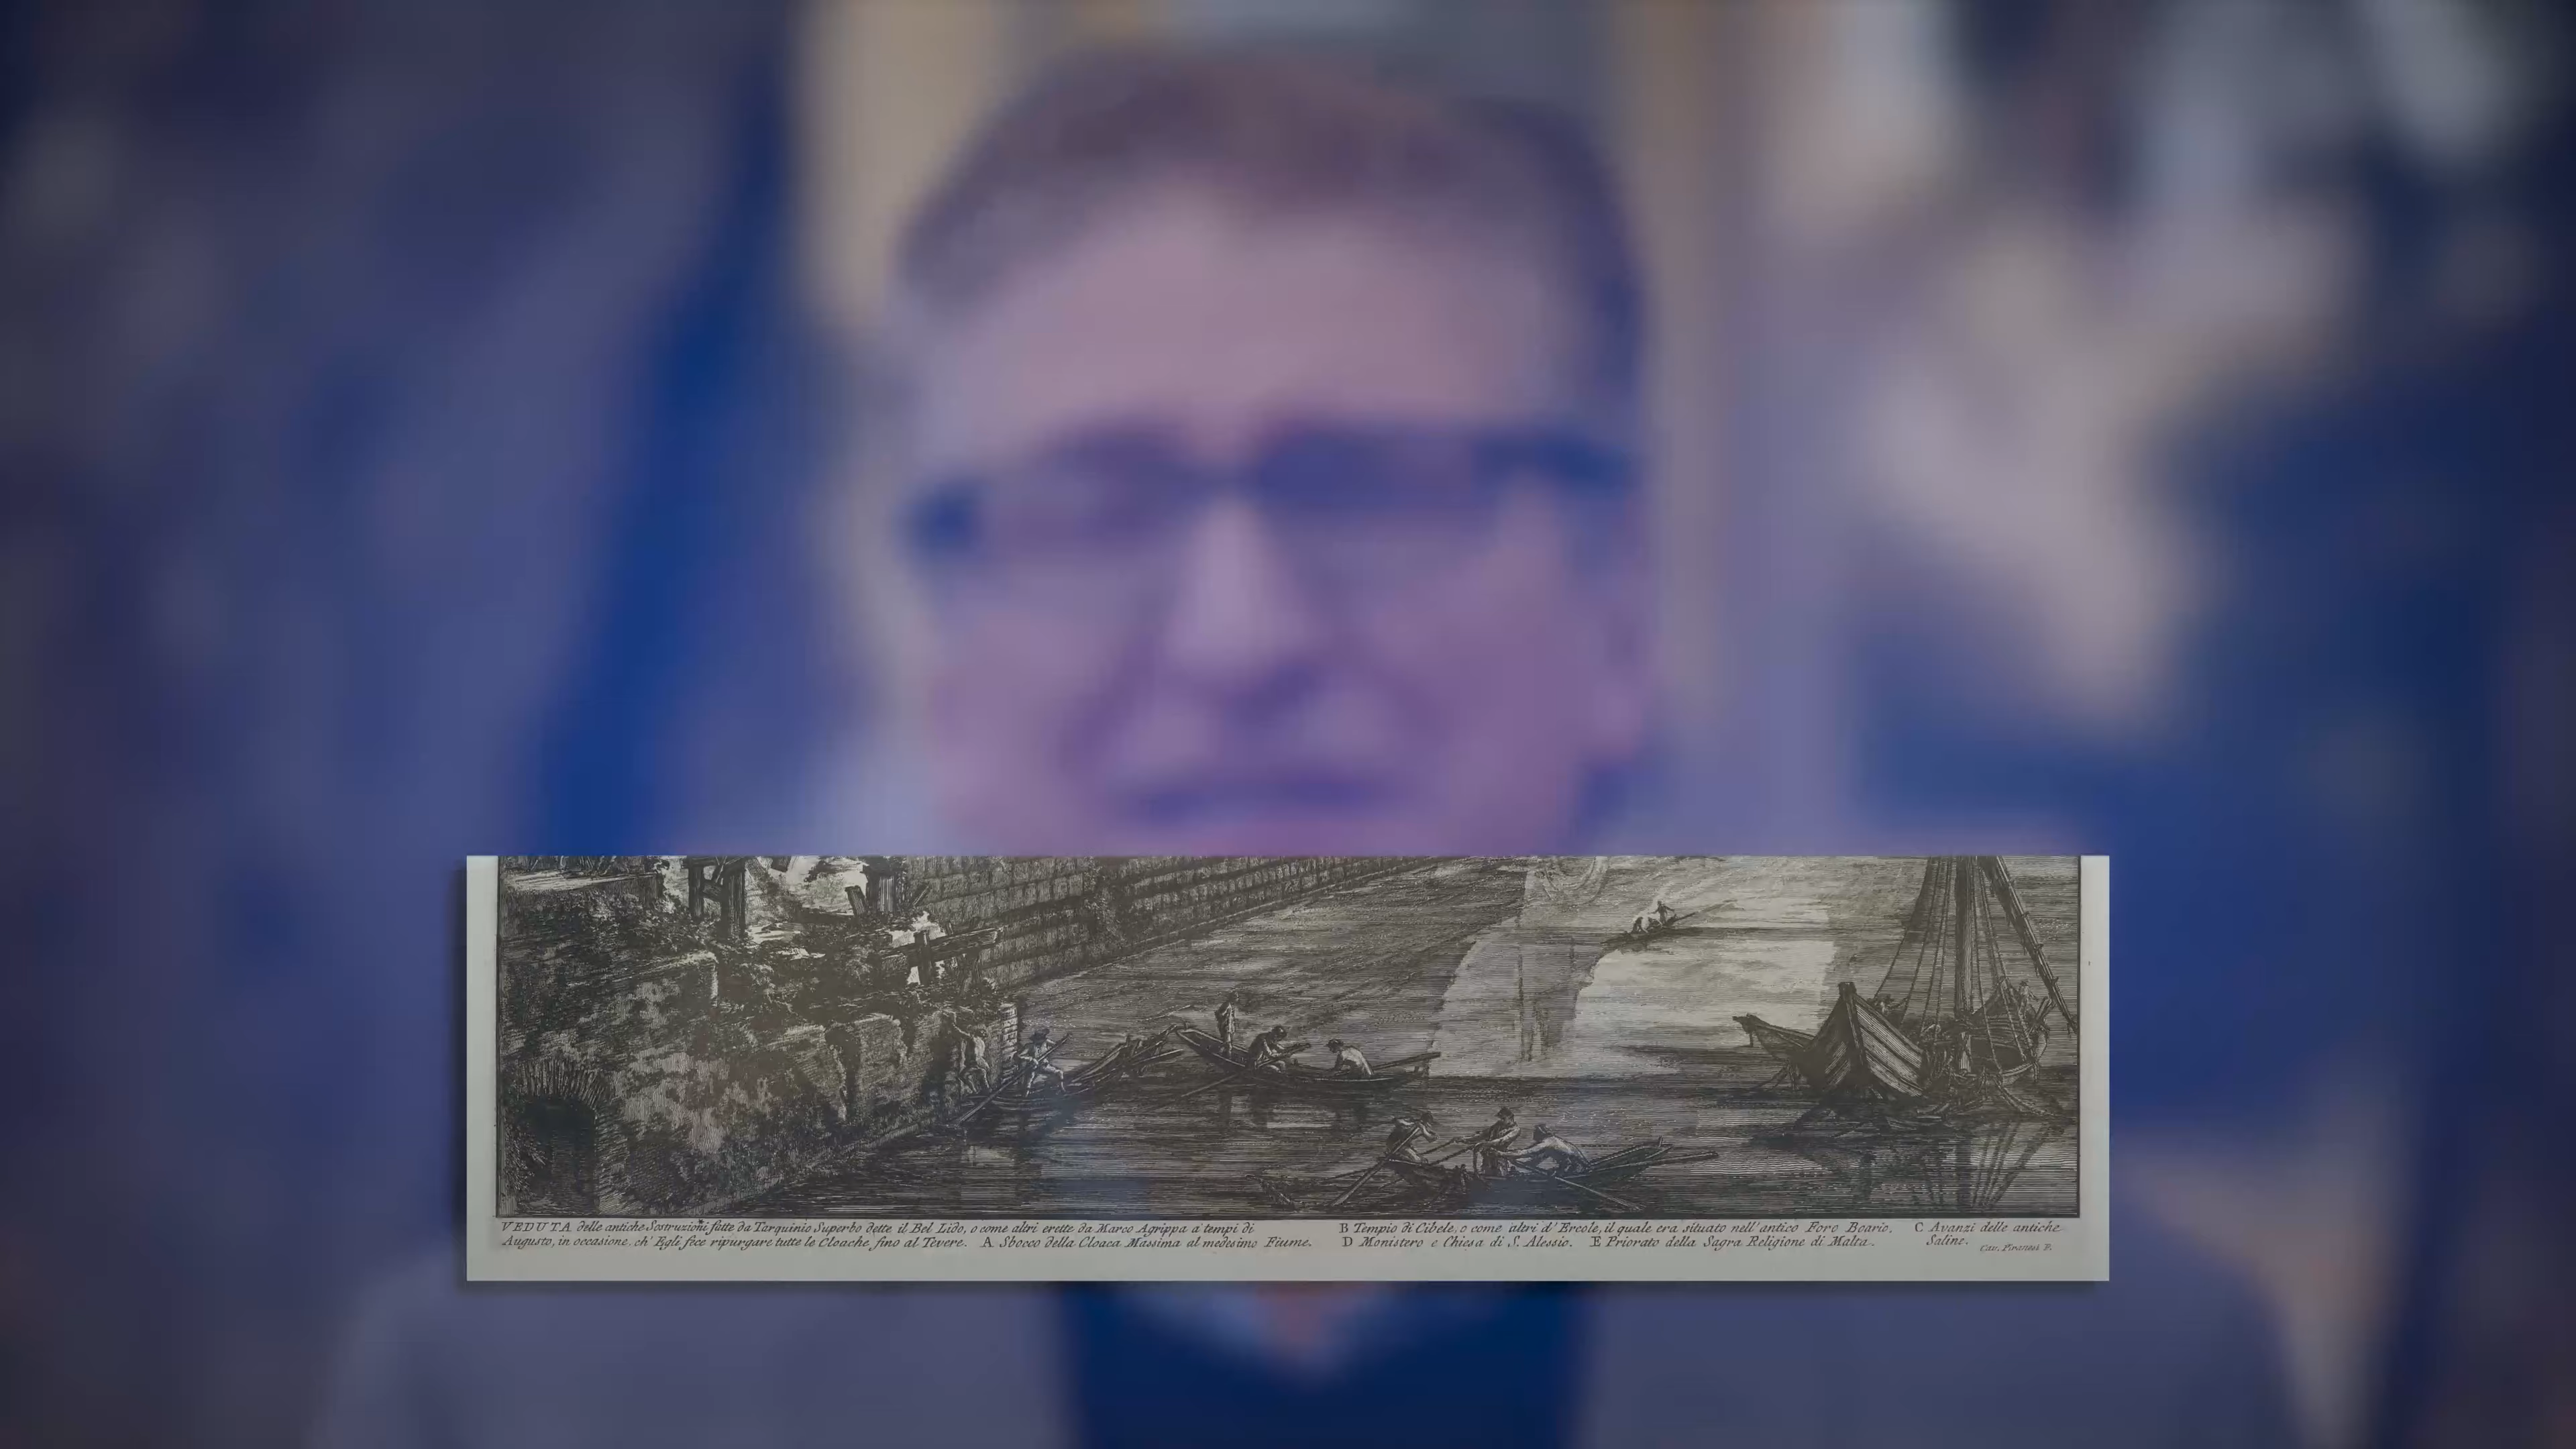 VEDUTA delle antiche Sostruzioni fatte da Tarquinio Superbo dette il Bel Lido, o come altri erette da Marco Agrippa a' tempi di
Augusto, in occasione, ch' Egli fece ripurgare tutte le Cloache fino al Tevere. A Sbocco della Cloaca Massima al medesimo Fiume.
B Tempio di Cibele, o come altri d' Ercole, il quale era situato nell' antico Foro Boario. C Avanzi delle antiche
D Monistero e Chiesa di S. Alessio. E Priorato della Sagra Religione di Malta. Saline.
Cav. Piranesi F.